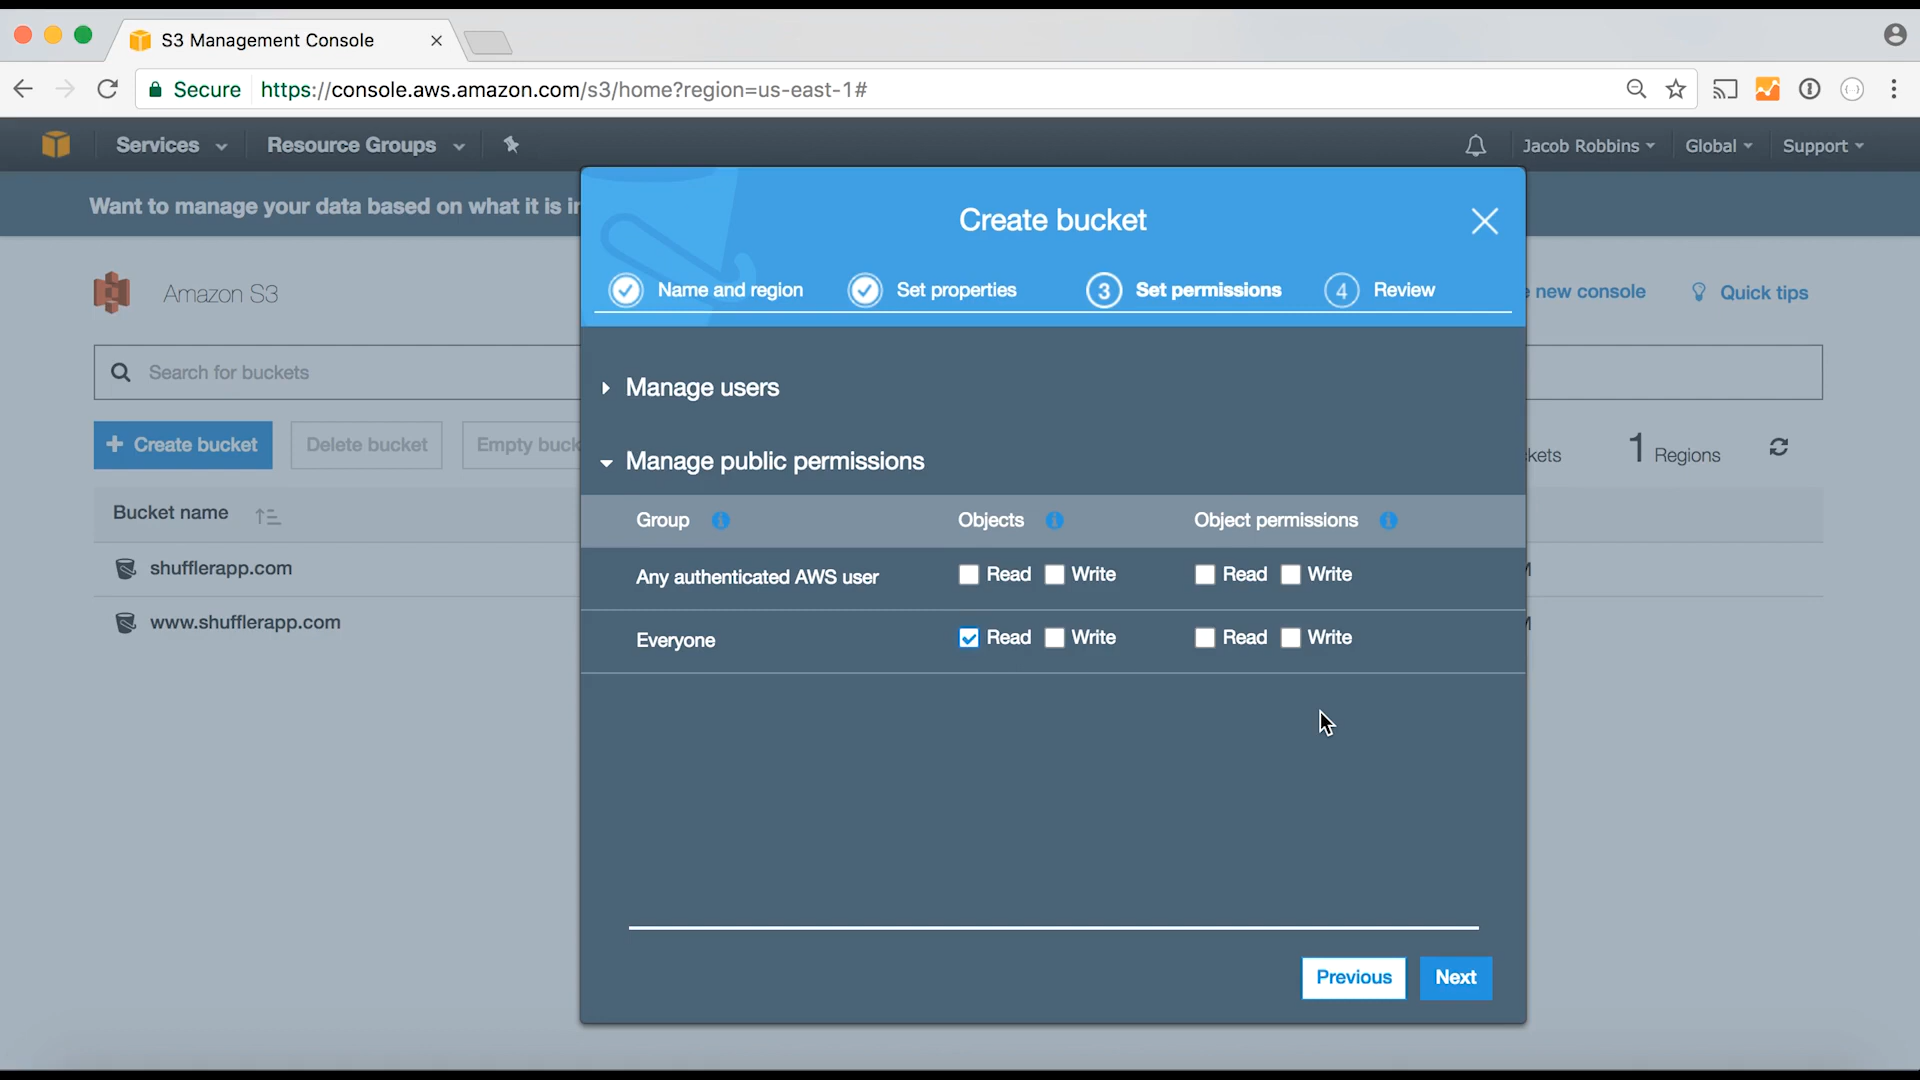 S3 Management Console
Secure https://console.aws.amazon.com/s3/home?region=us-east-1#
Services Resource Groups Jacob Robbins Global Support
Want to manage your data based on what it is
Create bucket
Name and region Set properties 3 Set permissions 4 Review
Amazon S3 new console Quick tips
Search for buckets
Manage users
Create bucket Delete bucket Empty 1 Regions
Manage public permissions
Bucket name
Group Objects Object permissions
shufflerapp.com
Any authenticated AWS user Read Write Read Write
www.shufflerapp.com
Everyone Read Write Read Write
Previous Next